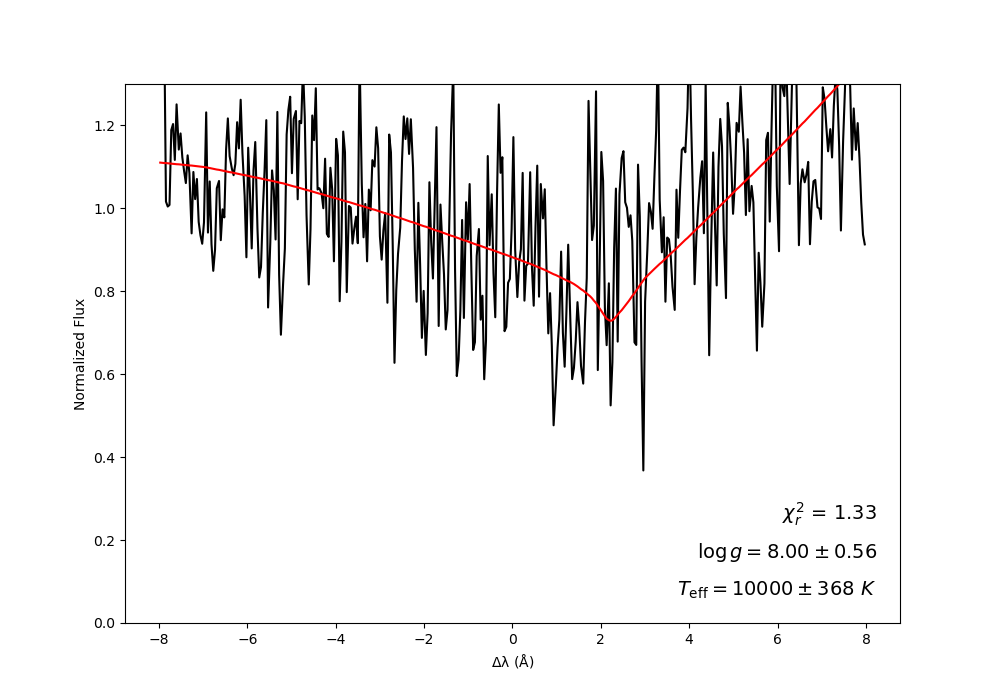 1.2
1.0
0.8
0.6
0.4
0.2
0.0
Normalized Flux
χ²ᵣ = 1.33
log g = 8.00 ± 0.56
T_eff = 10000 ± 368 K
−8 −6 −4 −2 0 2 4 6 8
Δλ (Å)